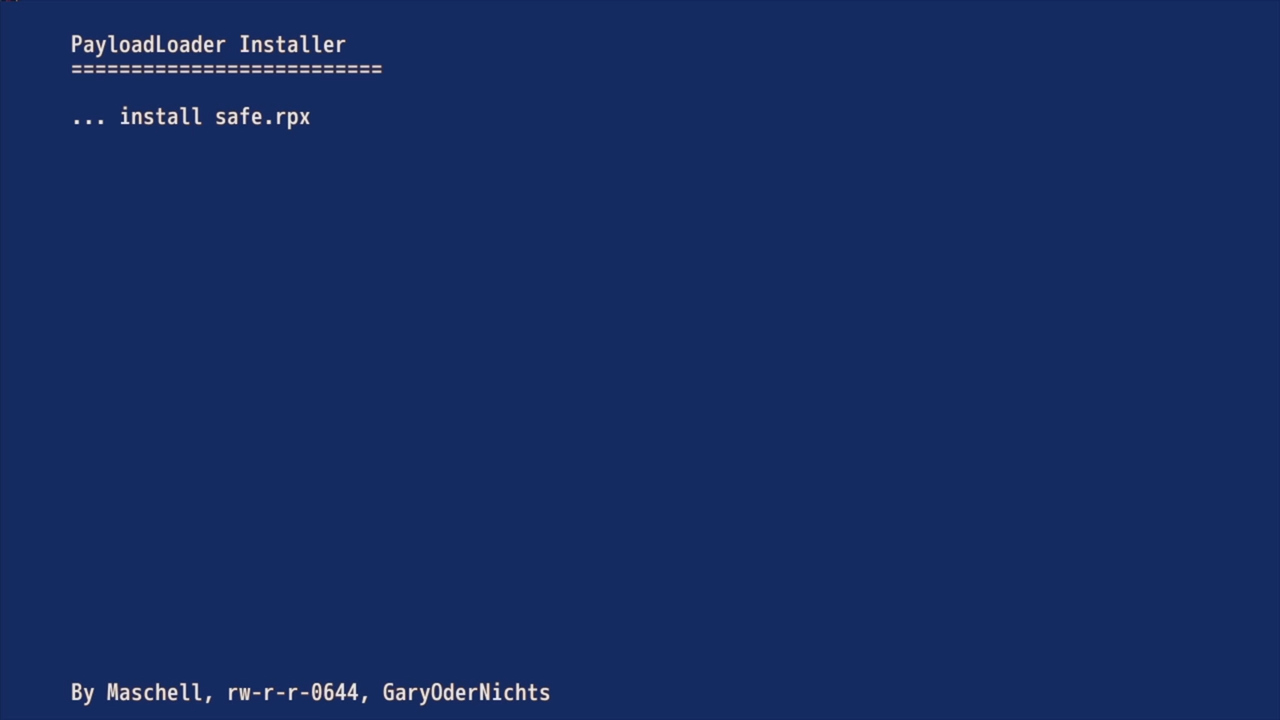 PayloadLoader Installer
==========================
... install safe.rpx
By Maschell, rw-r-r-0644, GaryOderNichts